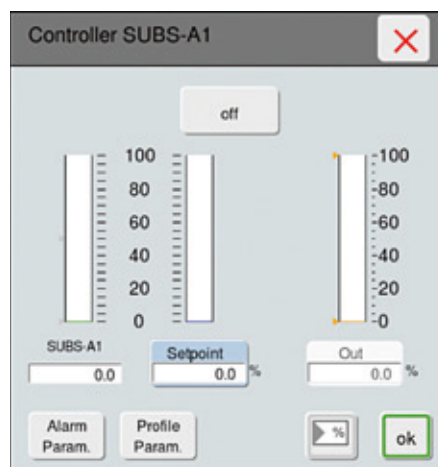 Controller SUBS-A1
off
100 100
80 80
60 60
40 40
20 20
0 0
SUBS-A1 Setpoint Out
0.0 0.0 % 0.0 %
Alarm Param. Profile Param. % ok